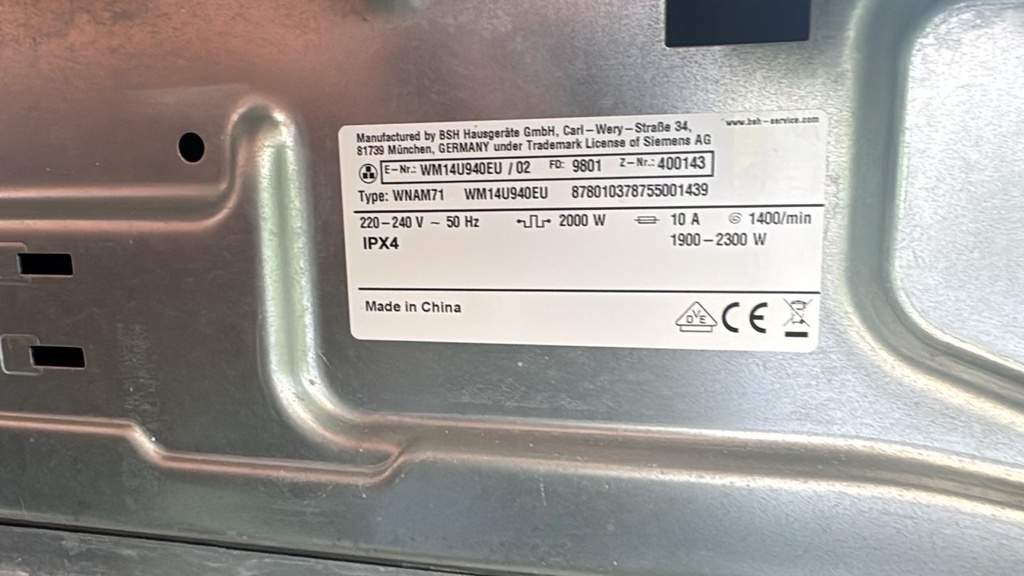 www.bsh-service.com
Manufactured by BSH Hausgeräte GmbH, Carl-Wery-Straße 34,
81739 München, GERMANY under Trademark License of Siemens AG
E-Nr.: WM14U940EU / 02 FD: 9801 Z-Nr.: 400143
Type: WNAM71 WM14U940EU 878010378755001439
220-240 V ~ 50 Hz 2000 W 10 A 1400/min
IPX4 1900-2300 W
Made in China
DVE CE